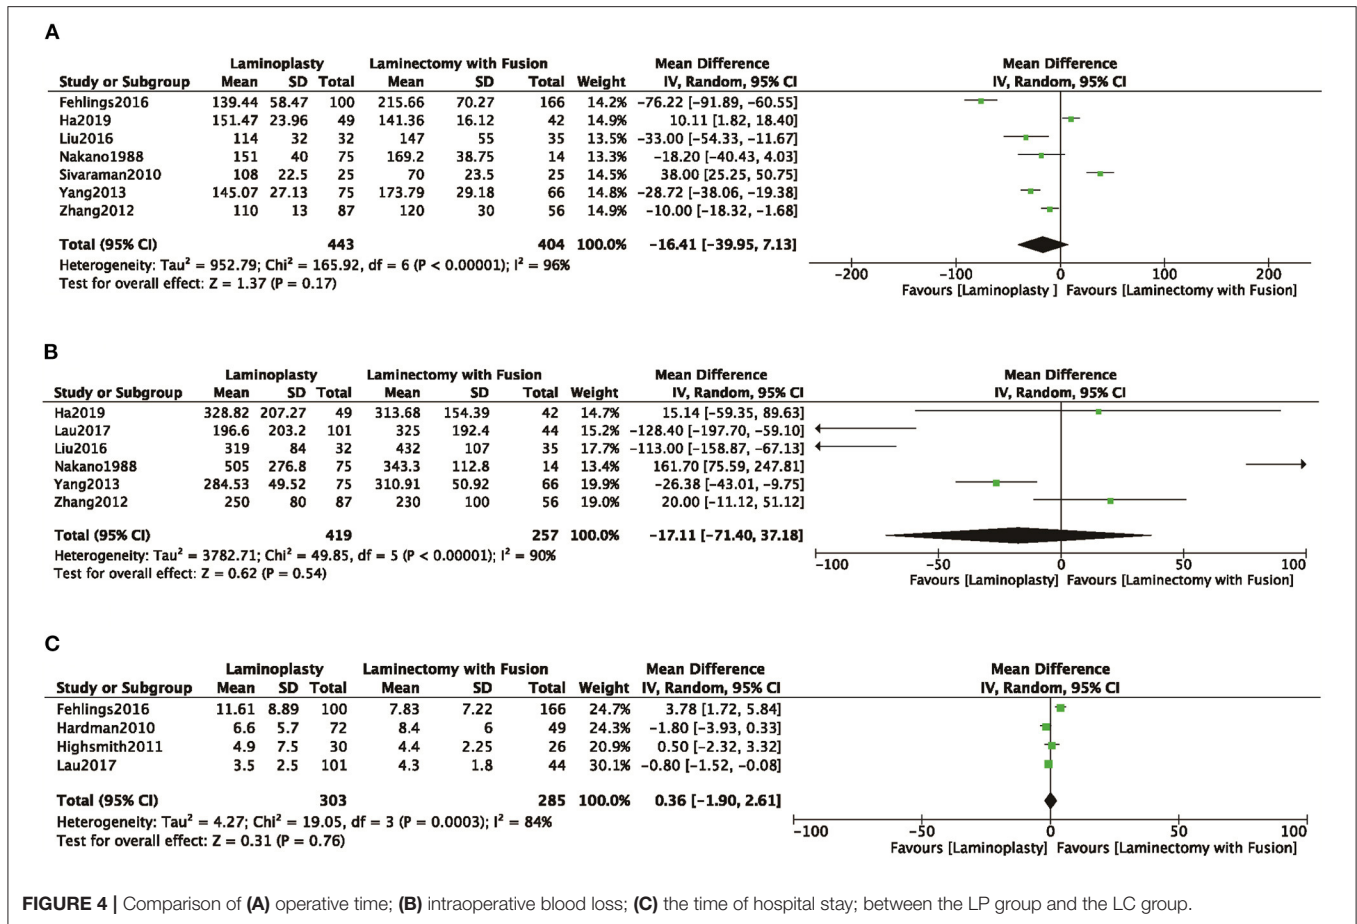 A
Laminoplasty Laminectomy with Fusion Mean Difference Mean Difference
Study or Subgroup Mean SD Total Mean SD Total Weight IV, Random, 95% CI IV, Random, 95% CI
Fehlings2016 139.44 58.47 100 215.66 70.27 166 14.2% −76.22 [−91.89, −60.55]
Ha2019 151.47 23.96 49 141.36 16.12 42 14.9% 10.11 [1.82, 18.40]
Liu2016 114 32 32 147 55 35 13.5% −33.00 [−54.33, −11.67]
Nakano1988 151 40 75 169.2 38.75 14 13.3% −18.20 [−40.43, 4.03]
Sivaraman2010 108 22.5 25 70 23.5 25 14.5% 38.00 [25.25, 50.75]
Yang2013 145.07 27.13 75 173.79 29.18 66 14.8% −28.72 [−38.06, −19.38]
Zhang2012 110 13 87 120 30 56 14.9% −10.00 [−18.32, −1.68]
Total (95% CI) 443 404 100.0% −16.41 [−39.95, 7.13]
Heterogeneity: Tau² = 952.79; Chi² = 165.92, df = 6 (P < 0.00001); I² = 96%
Test for overall effect: Z = 1.37 (P = 0.17)
−200 −100 0 100 200
Favours [Laminoplasty ] Favours [Laminectomy with Fusion]
B
Laminoplasty Laminectomy with Fusion Mean Difference Mean Difference
Study or Subgroup Mean SD Total Mean SD Total Weight IV, Random, 95% CI IV, Random, 95% CI
Ha2019 328.82 207.27 49 313.68 154.39 42 14.7% 15.14 [−59.35, 89.63]
Lau2017 196.6 203.2 101 325 192.4 44 15.2% −128.40 [−197.70, −59.10]
Liu2016 319 84 32 432 107 35 17.7% −113.00 [−158.87, −67.13]
Nakano1988 505 276.8 75 343.3 112.8 14 13.4% 161.70 [75.59, 247.81]
Yang2013 284.53 49.52 75 310.91 50.92 66 19.9% −26.38 [−43.01, −9.75]
Zhang2012 250 80 87 230 100 56 19.0% 20.00 [−11.12, 51.12]
Total (95% CI) 419 257 100.0% −17.11 [−71.40, 37.18]
Heterogeneity: Tau² = 3782.71; Chi² = 49.85, df = 5 (P < 0.00001); I² = 90%
Test for overall effect: Z = 0.62 (P = 0.54)
−100 −50 0 50 100
Favours [Laminoplasty] Favours [Laminectomy with Fusion]
C
Laminoplasty Laminectomy with Fusion Mean Difference Mean Difference
Study or Subgroup Mean SD Total Mean SD Total Weight IV, Random, 95% CI IV, Random, 95% CI
Fehlings2016 11.61 8.89 100 7.83 7.22 166 24.7% 3.78 [1.72, 5.84]
Hardman2010 6.6 5.7 72 8.4 6 49 24.3% −1.80 [−3.93, 0.33]
Highsmith2011 4.9 7.5 30 4.4 2.25 26 20.9% 0.50 [−2.32, 3.32]
Lau2017 3.5 2.5 101 4.3 1.8 44 30.1% −0.80 [−1.52, −0.08]
Total (95% CI) 303 285 100.0% 0.36 [−1.90, 2.61]
Heterogeneity: Tau² = 4.27; Chi² = 19.05, df = 3 (P = 0.0003); I² = 84%
Test for overall effect: Z = 0.31 (P = 0.76)
−100 −50 0 50 100
Favours [Laminoplasty] Favours [Laminectomy with Fusion]
FIGURE 4 | Comparison of (A) operative time; (B) intraoperative blood loss; (C) the time of hospital stay; between the LP group and the LC group.